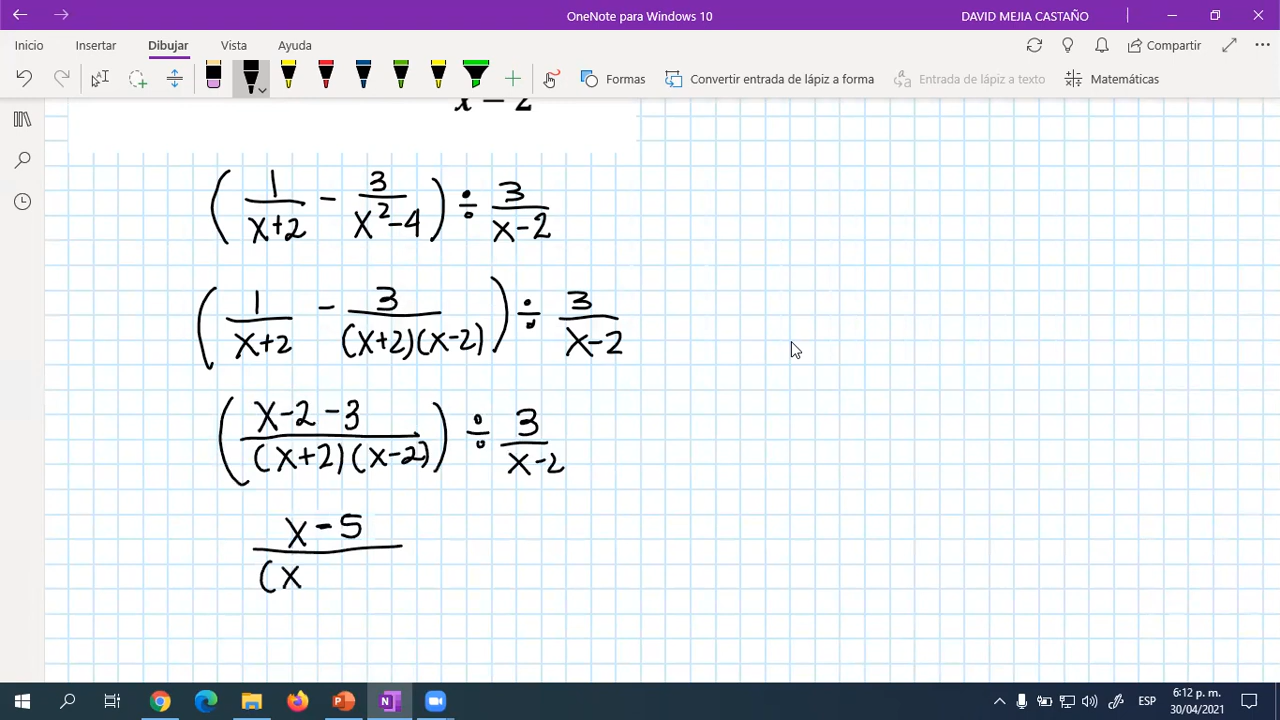 OneNote para Windows 10
DAVID MEJIA CASTAÑO
Inicio Insertar Dibujar Vista Ayuda Compartir
Formas Convertir entrada de lápiz a forma Entrada de lápiz a texto Matemáticas
x − 2
( 1/(x+2) − 3/(x²−4) ) ÷ 3/(x−2)
( 1/(x+2) − 3/((x+2)(x−2)) ) ÷ 3/(x−2)
( (x−2−3)/((x+2)(x−2)) ) ÷ 3/(x−2)
x−5
(x
ESP
6:12 p. m.
30/04/2021